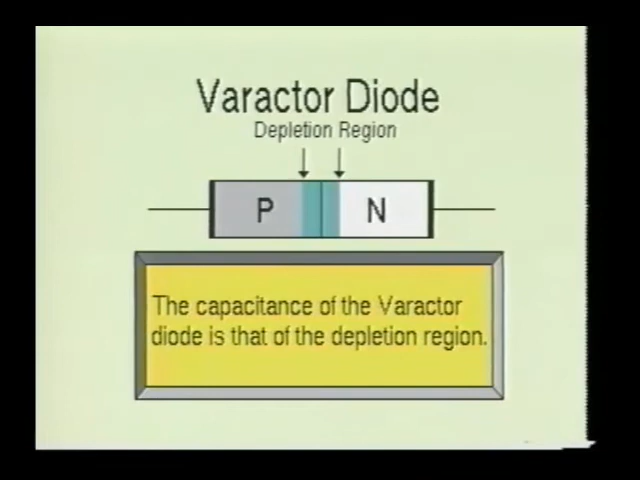 Varactor Diode
Depletion Region
P N
The capacitance of the Varactor
diode is that of the depletion region.